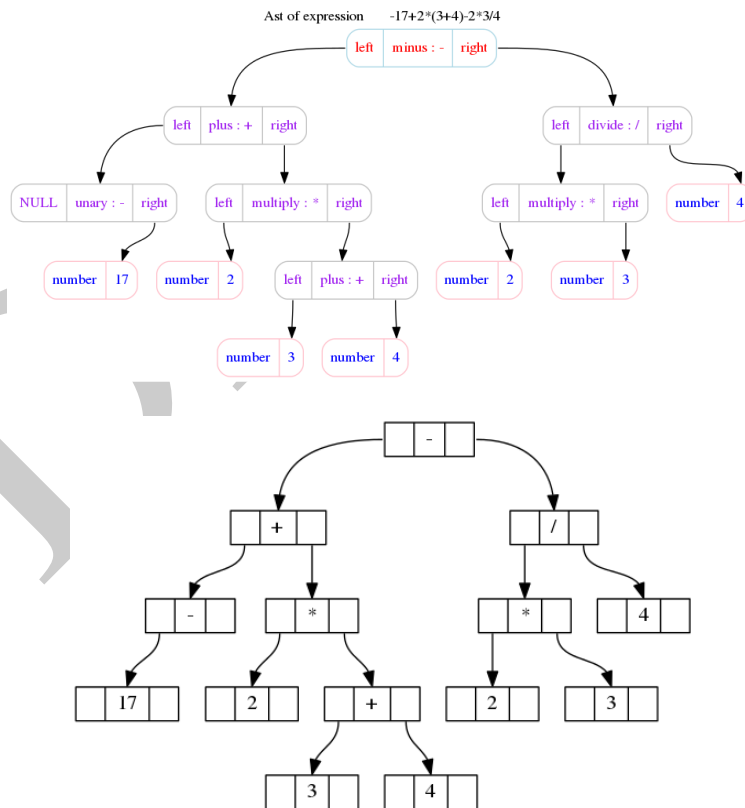 Ast of expression -17+2*(3+4)-2*3/4
left minus : - right
left plus : + right left divide : / right
NULL unary : - right left multiply : * right left multiply : * right number 4
number 17 number 2 left plus : + right number 2 number 3
number 3 number 4
-
+ /
- * * 4
17 2 + 2 3
3 4